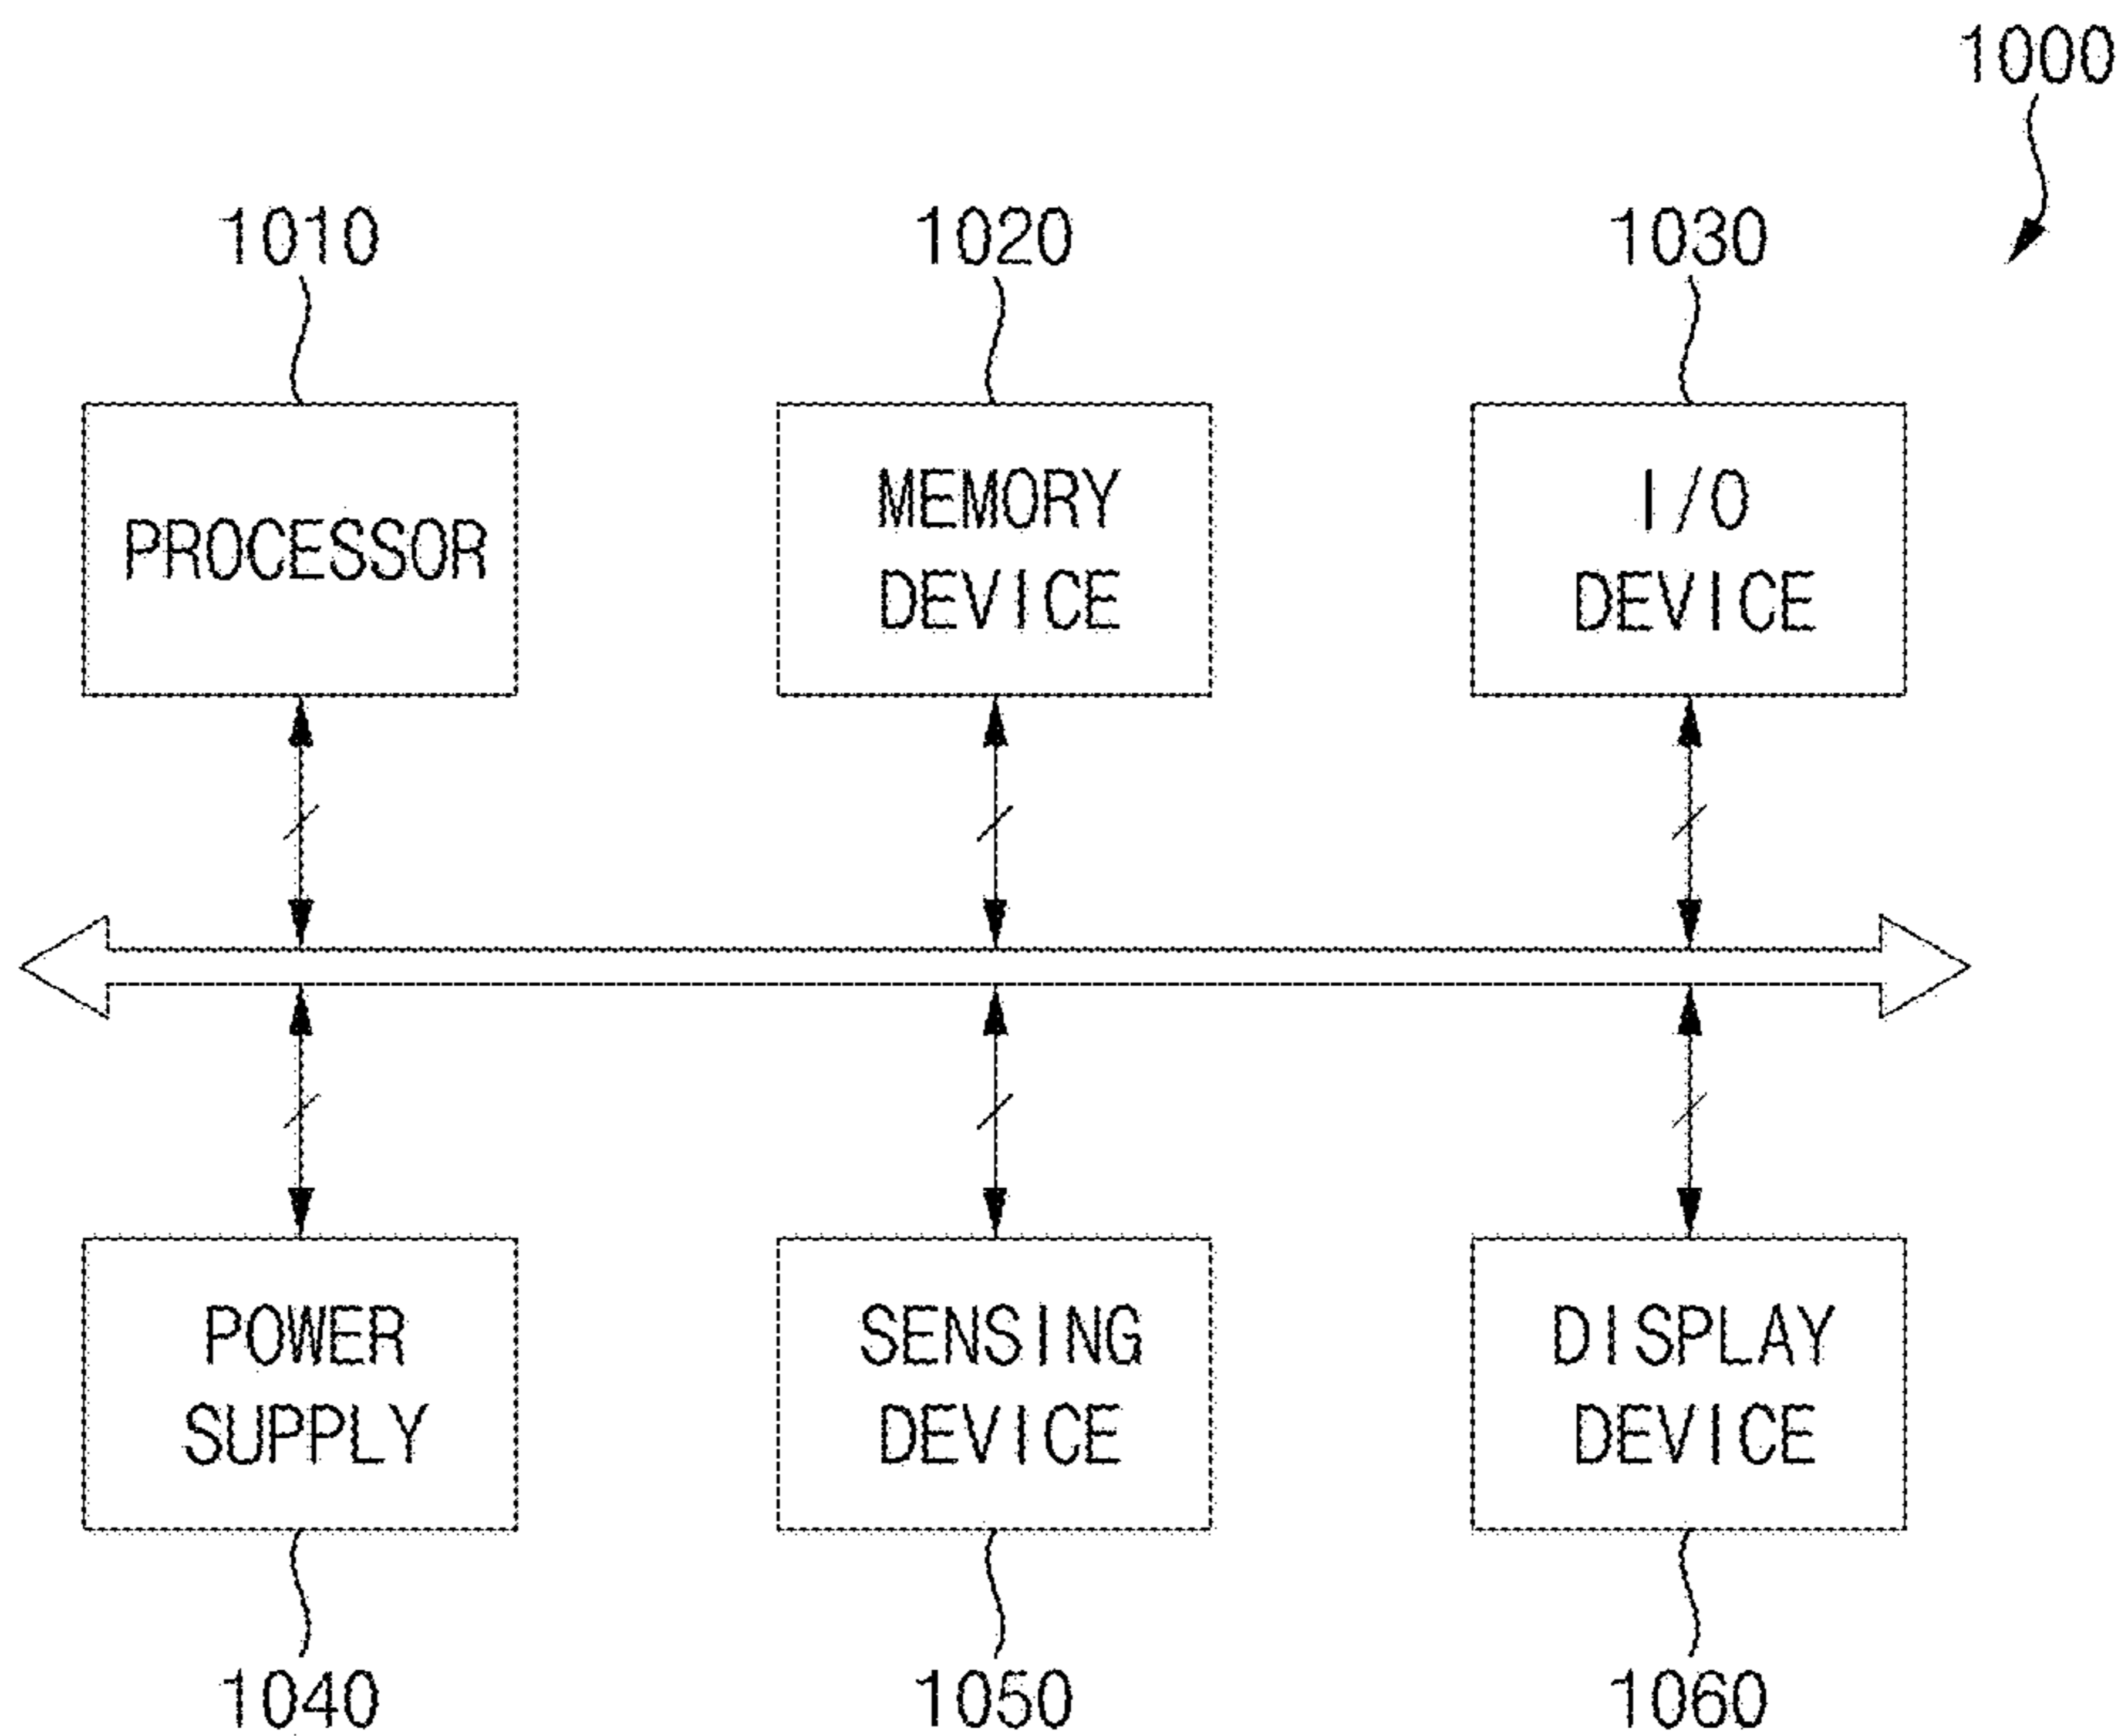 1000
1010
1020
1030
PROCESSOR
MEMORY
DEVICE
I/O
DEVICE
POWER
SUPPLY
SENSING
DEVICE
DISPLAY
DEVICE
1040
1050
1060